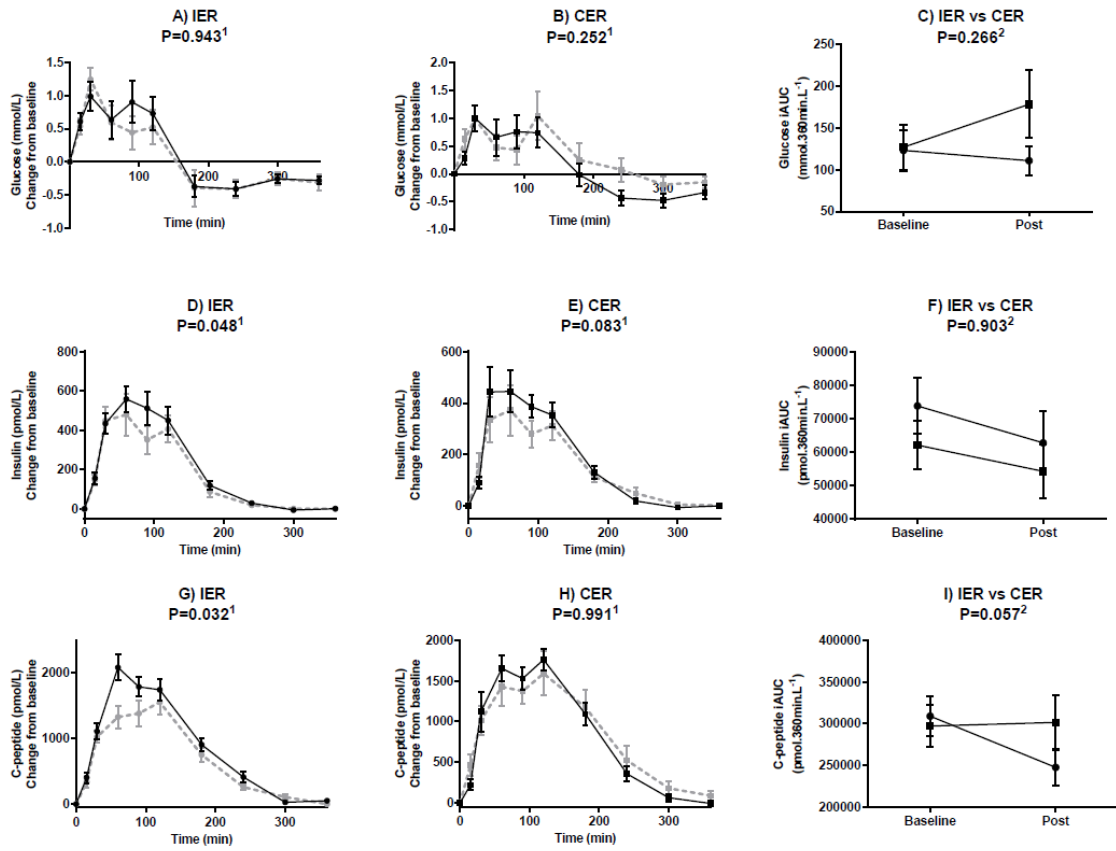 A) IER
P=0.943¹
Glucose (mmol/L)
Change from baseline
1.5
1.0
0.5
0.0
-0.5
-1.0
100
200
300
Time (min)
B) CER
P=0.252¹
Glucose (mmol/L)
Change from baseline
2.0
1.5
1.0
0.5
0.0
-0.5
-1.0
100
200
300
Time (min)
C) IER vs CER
P=0.266²
Glucose iAUC
(mmol.360min.L⁻¹)
250
200
150
100
50
Baseline
Post
D) IER
P=0.048¹
Insulin (pmol/L)
Change from baseline
800
600
400
200
0
0
100
200
300
Time (min)
E) CER
P=0.083¹
Insulin (pmol/L)
Change from baseline
600
400
200
0
0
100
200
300
Time (min)
F) IER vs CER
P=0.903²
Insulin iAUC
(pmol.360min.L⁻¹)
90000
80000
70000
60000
50000
40000
Baseline
Post
G) IER
P=0.032¹
C-peptide (pmol/L)
Change from baseline
2000
1000
0
0
100
200
300
Time (min)
H) CER
P=0.991¹
C-peptide (pmol/L)
Change from baseline
2000
1500
1000
500
0
0
100
200
300
Time (min)
I) IER vs CER
P=0.057²
C-peptide iAUC
(pmol.360min.L⁻¹)
400000
350000
300000
250000
200000
Baseline
Post